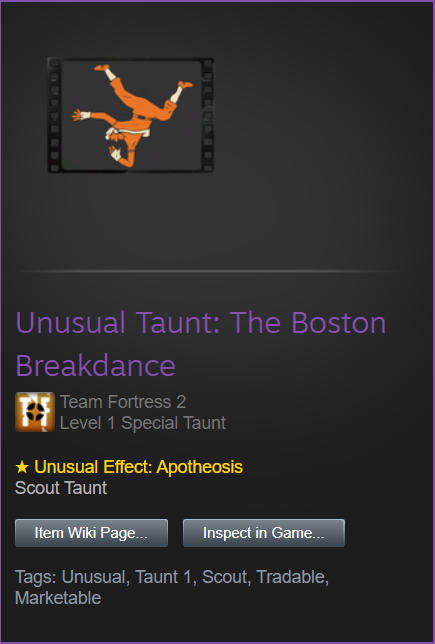 Unusual Taunt: The Boston
Breakdance
Team Fortress 2
Level 1 Special Taunt
★ Unusual Effect: Apotheosis
Scout Taunt
Item Wiki Page...
Inspect in Game...
Tags: Unusual, Taunt 1, Scout, Tradable,
Marketable